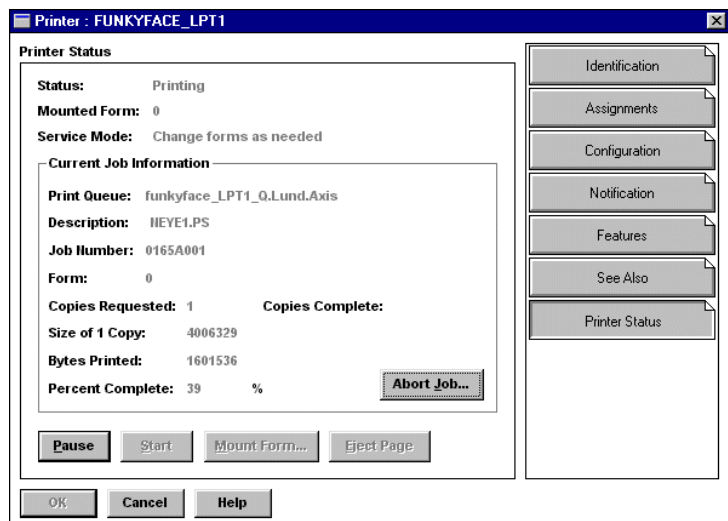 Printer : FUNKYFACE_LPT1
Printer Status
Status: Printing
Mounted Form: 0
Service Mode: Change forms as needed
Current Job Information
Print Queue: funkyface_LPT1_Q.Lund.Axis
Description: NEYE1.PS
Job Number: 0165A001
Form: 0
Copies Requested: 1 Copies Complete:
Size of 1 Copy: 4006329
Bytes Printed: 1601536
Percent Complete: 39 %
Abort Job...
Pause Start Mount Form... Eject Page
OK Cancel Help
Identification
Assignments
Configuration
Notification
Features
See Also
Printer Status